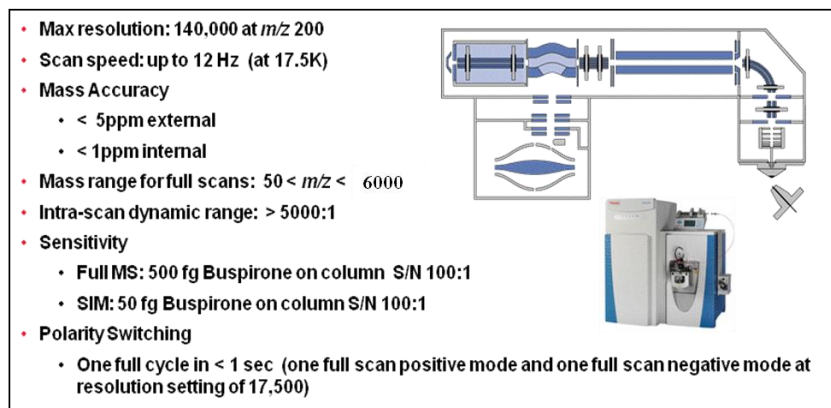 Max resolution: 140,000 at m/z 200
Scan speed: up to 12 Hz (at 17.5K)
Mass Accuracy
< 5ppm external
< 1ppm internal
Mass range for full scans: 50 < m/z < 6000
Intra-scan dynamic range: > 5000:1
Sensitivity
Full MS: 500 fg Buspirone on column S/N 100:1
SIM: 50 fg Buspirone on column S/N 100:1
Polarity Switching
One full cycle in < 1 sec (one full scan positive mode and one full scan negative mode at
resolution setting of 17,500)